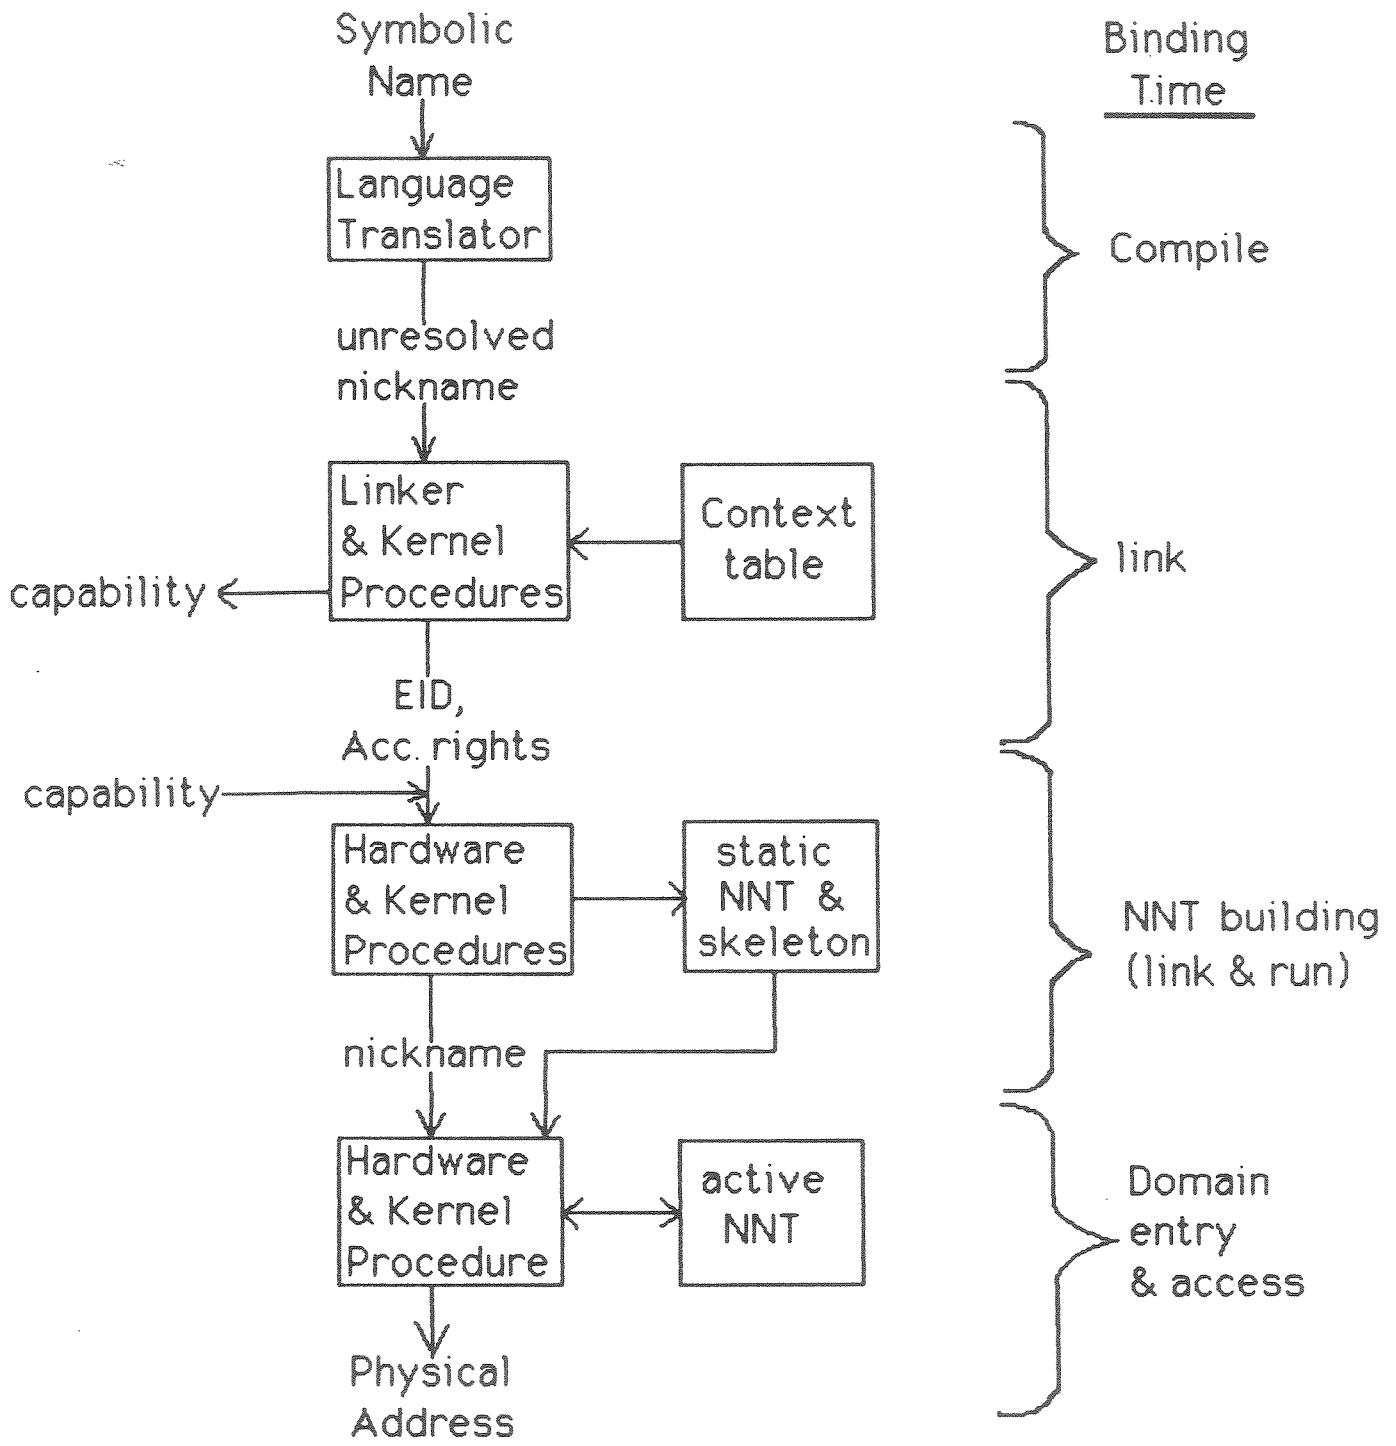 Symbolic
Name
Binding
Time
Language
Translator
Compile
unresolved
nickname
Linker
& Kernel
Procedures
Context
table
link
capability
EID,
Acc. rights
capability
Hardware
& Kernel
Procedures
static
NNT &
skeleton
NNT building
(link & run)
nickname
Hardware
& Kernel
Procedure
active
NNT
Domain
entry
& access
Physical
Address